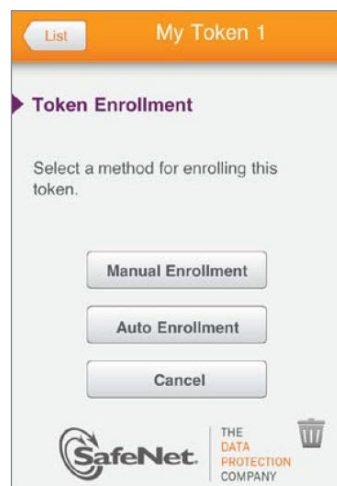 List
My Token 1
Token Enrollment
Select a method for enrolling this
token.
Manual Enrollment
Auto Enrollment
Cancel
SafeNet.
THE
DATA
PROTECTION
COMPANY